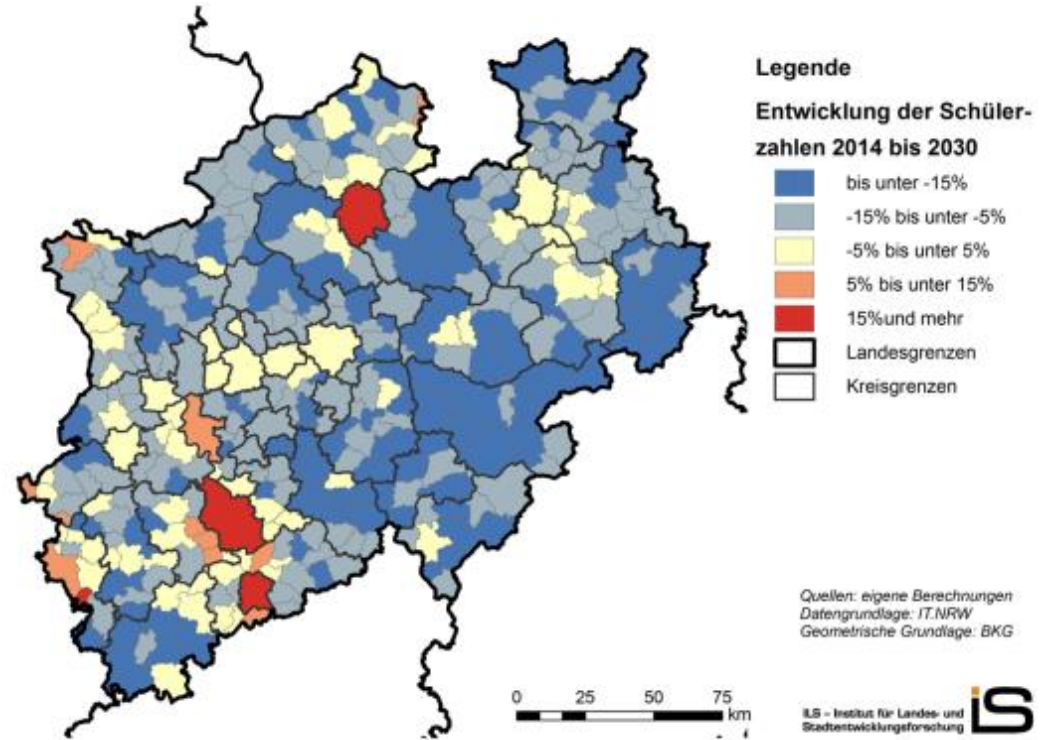 Legende
Entwicklung der Schüler-
zahlen 2014 bis 2030
bis unter -15%
-15% bis unter -5%
-5% bis unter 5%
5% bis unter 15%
15%und mehr
Landesgrenzen
Kreisgrenzen
Quellen: eigene Berechnungen
Datengrundlage: IT.NRW
Geometrische Grundlage: BKG
0 25 50 75
km
ILS – Institut für Landes- und
Stadtentwicklungsforschung
iLS